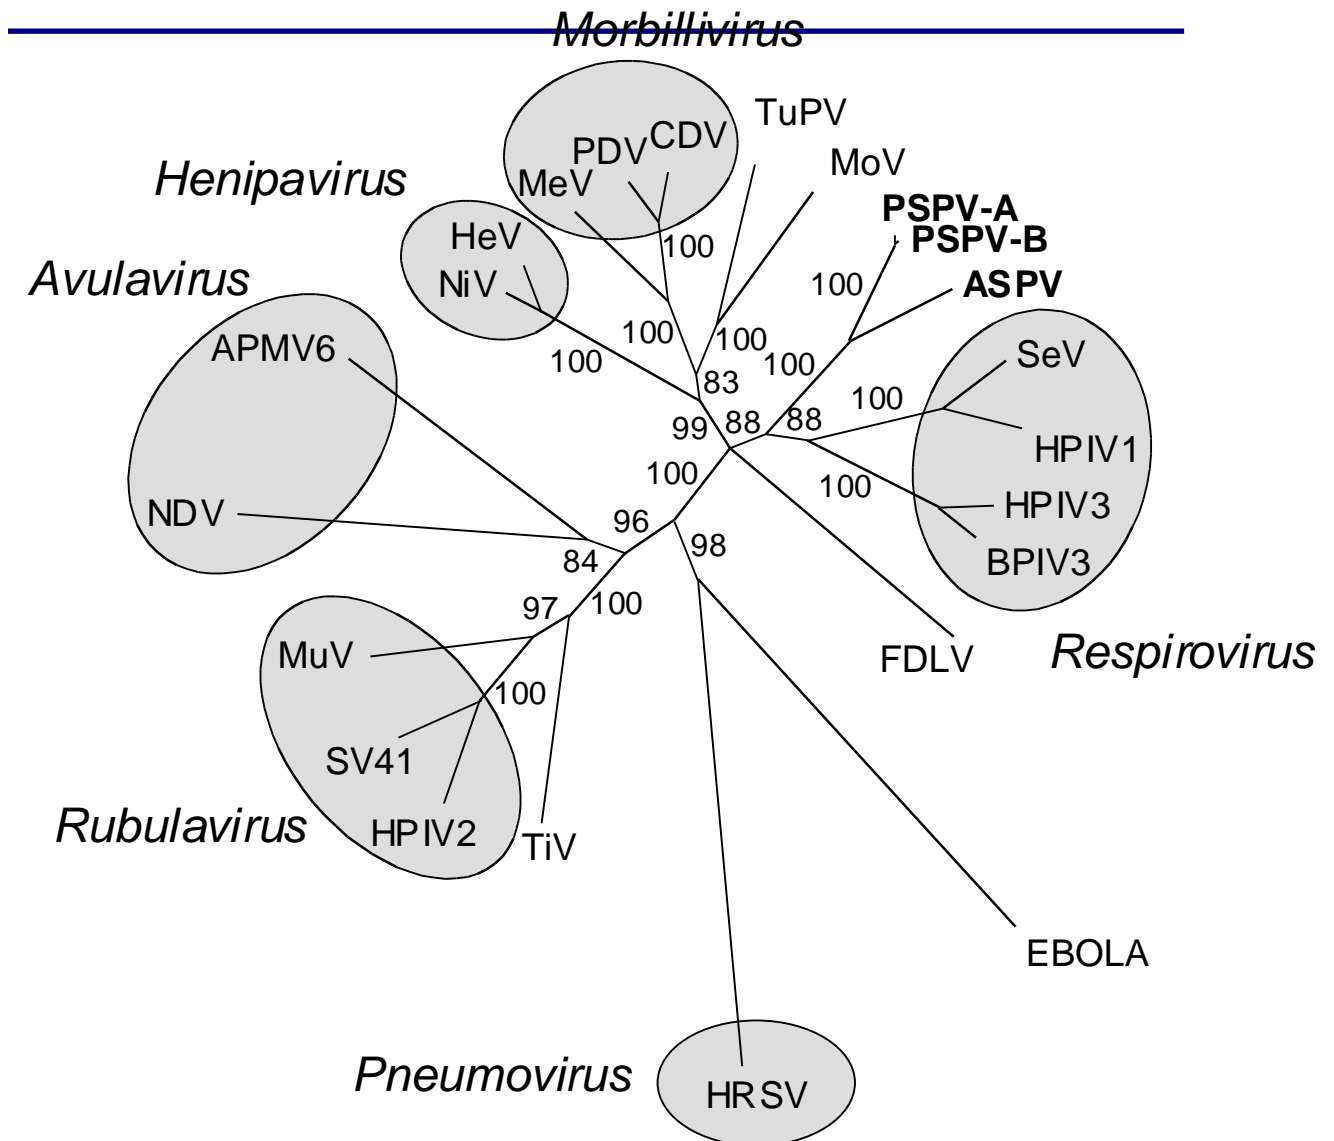 Morbillivirus
TuPV
CDV
PDV
MoV
MeV
Henipavirus
PSPV-A
HeV
PSPV-B
100
Avulavirus
NiV
100
ASPV
100
100
APMV6
100
100
SeV
100
83
100
99
88
88
HPIV1
100
100
NDV
HPIV3
96
98
84
BPIV3
97
100
MuV
FDLV
Respirovirus
100
SV41
Rubulavirus
HPIV2
TiV
EBOLA
Pneumovirus
HRSV